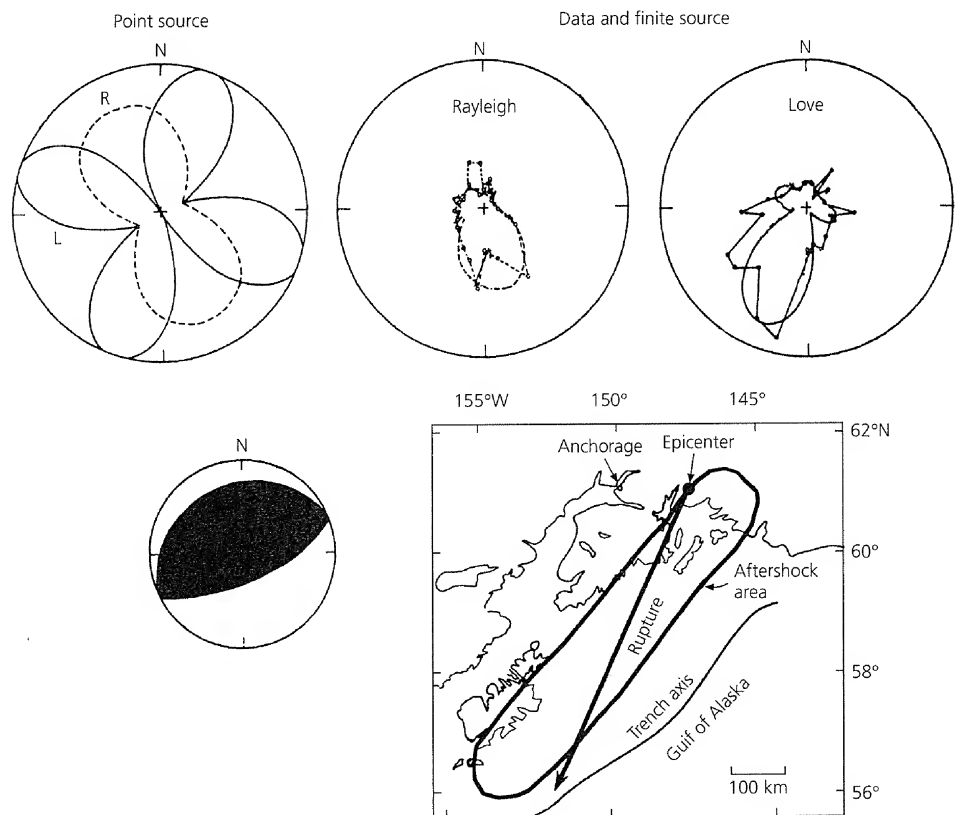 Point source
Data and finite source
N
R
L
N
Rayleigh
N
Love
N
155°W
150°
145°
62°N
60°
58°
56°
Anchorage
Epicenter
Aftershock
area
Rupture
Trench axis
Guif of Alaska
100 km